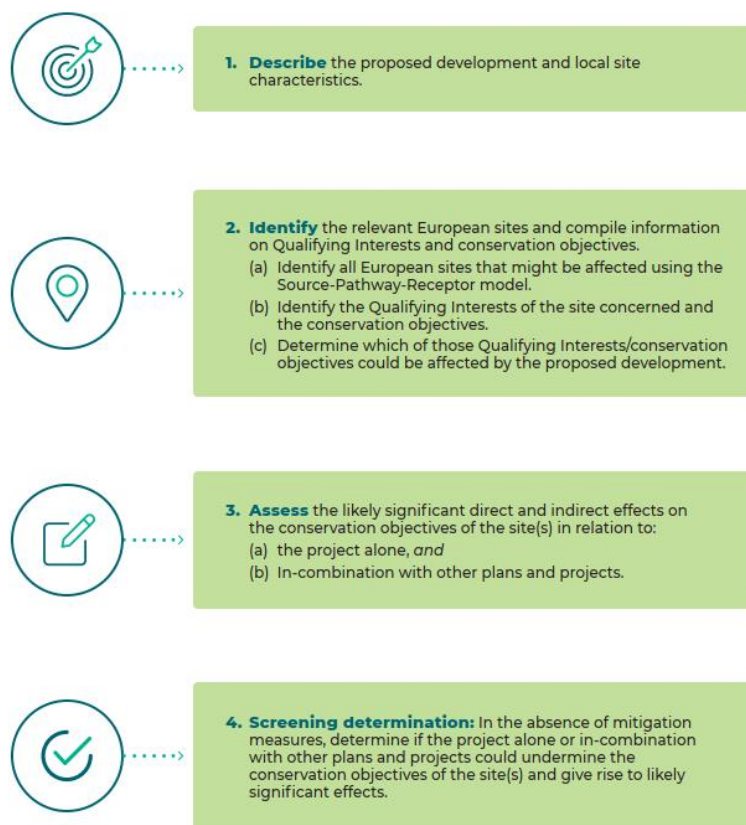 1. Describe the proposed development and local site
characteristics.
2. Identify the relevant European sites and compile information
on Qualifying Interests and conservation objectives.
(a) Identify all European sites that might be affected using the
Source-Pathway-Receptor model.
(b) Identify the Qualifying Interests of the site concerned and
the conservation objectives.
(c) Determine which of those Qualifying Interests/conservation
objectives could be affected by the proposed development.
3. Assess the likely significant direct and indirect effects on
the conservation objectives of the site(s) in relation to:
(a) the project alone, and
(b) In-combination with other plans and projects.
4. Screening determination: In the absence of mitigation
measures, determine if the project alone or in-combination
with other plans and projects could undermine the
conservation objectives of the site(s) and give rise to likely
significant effects.